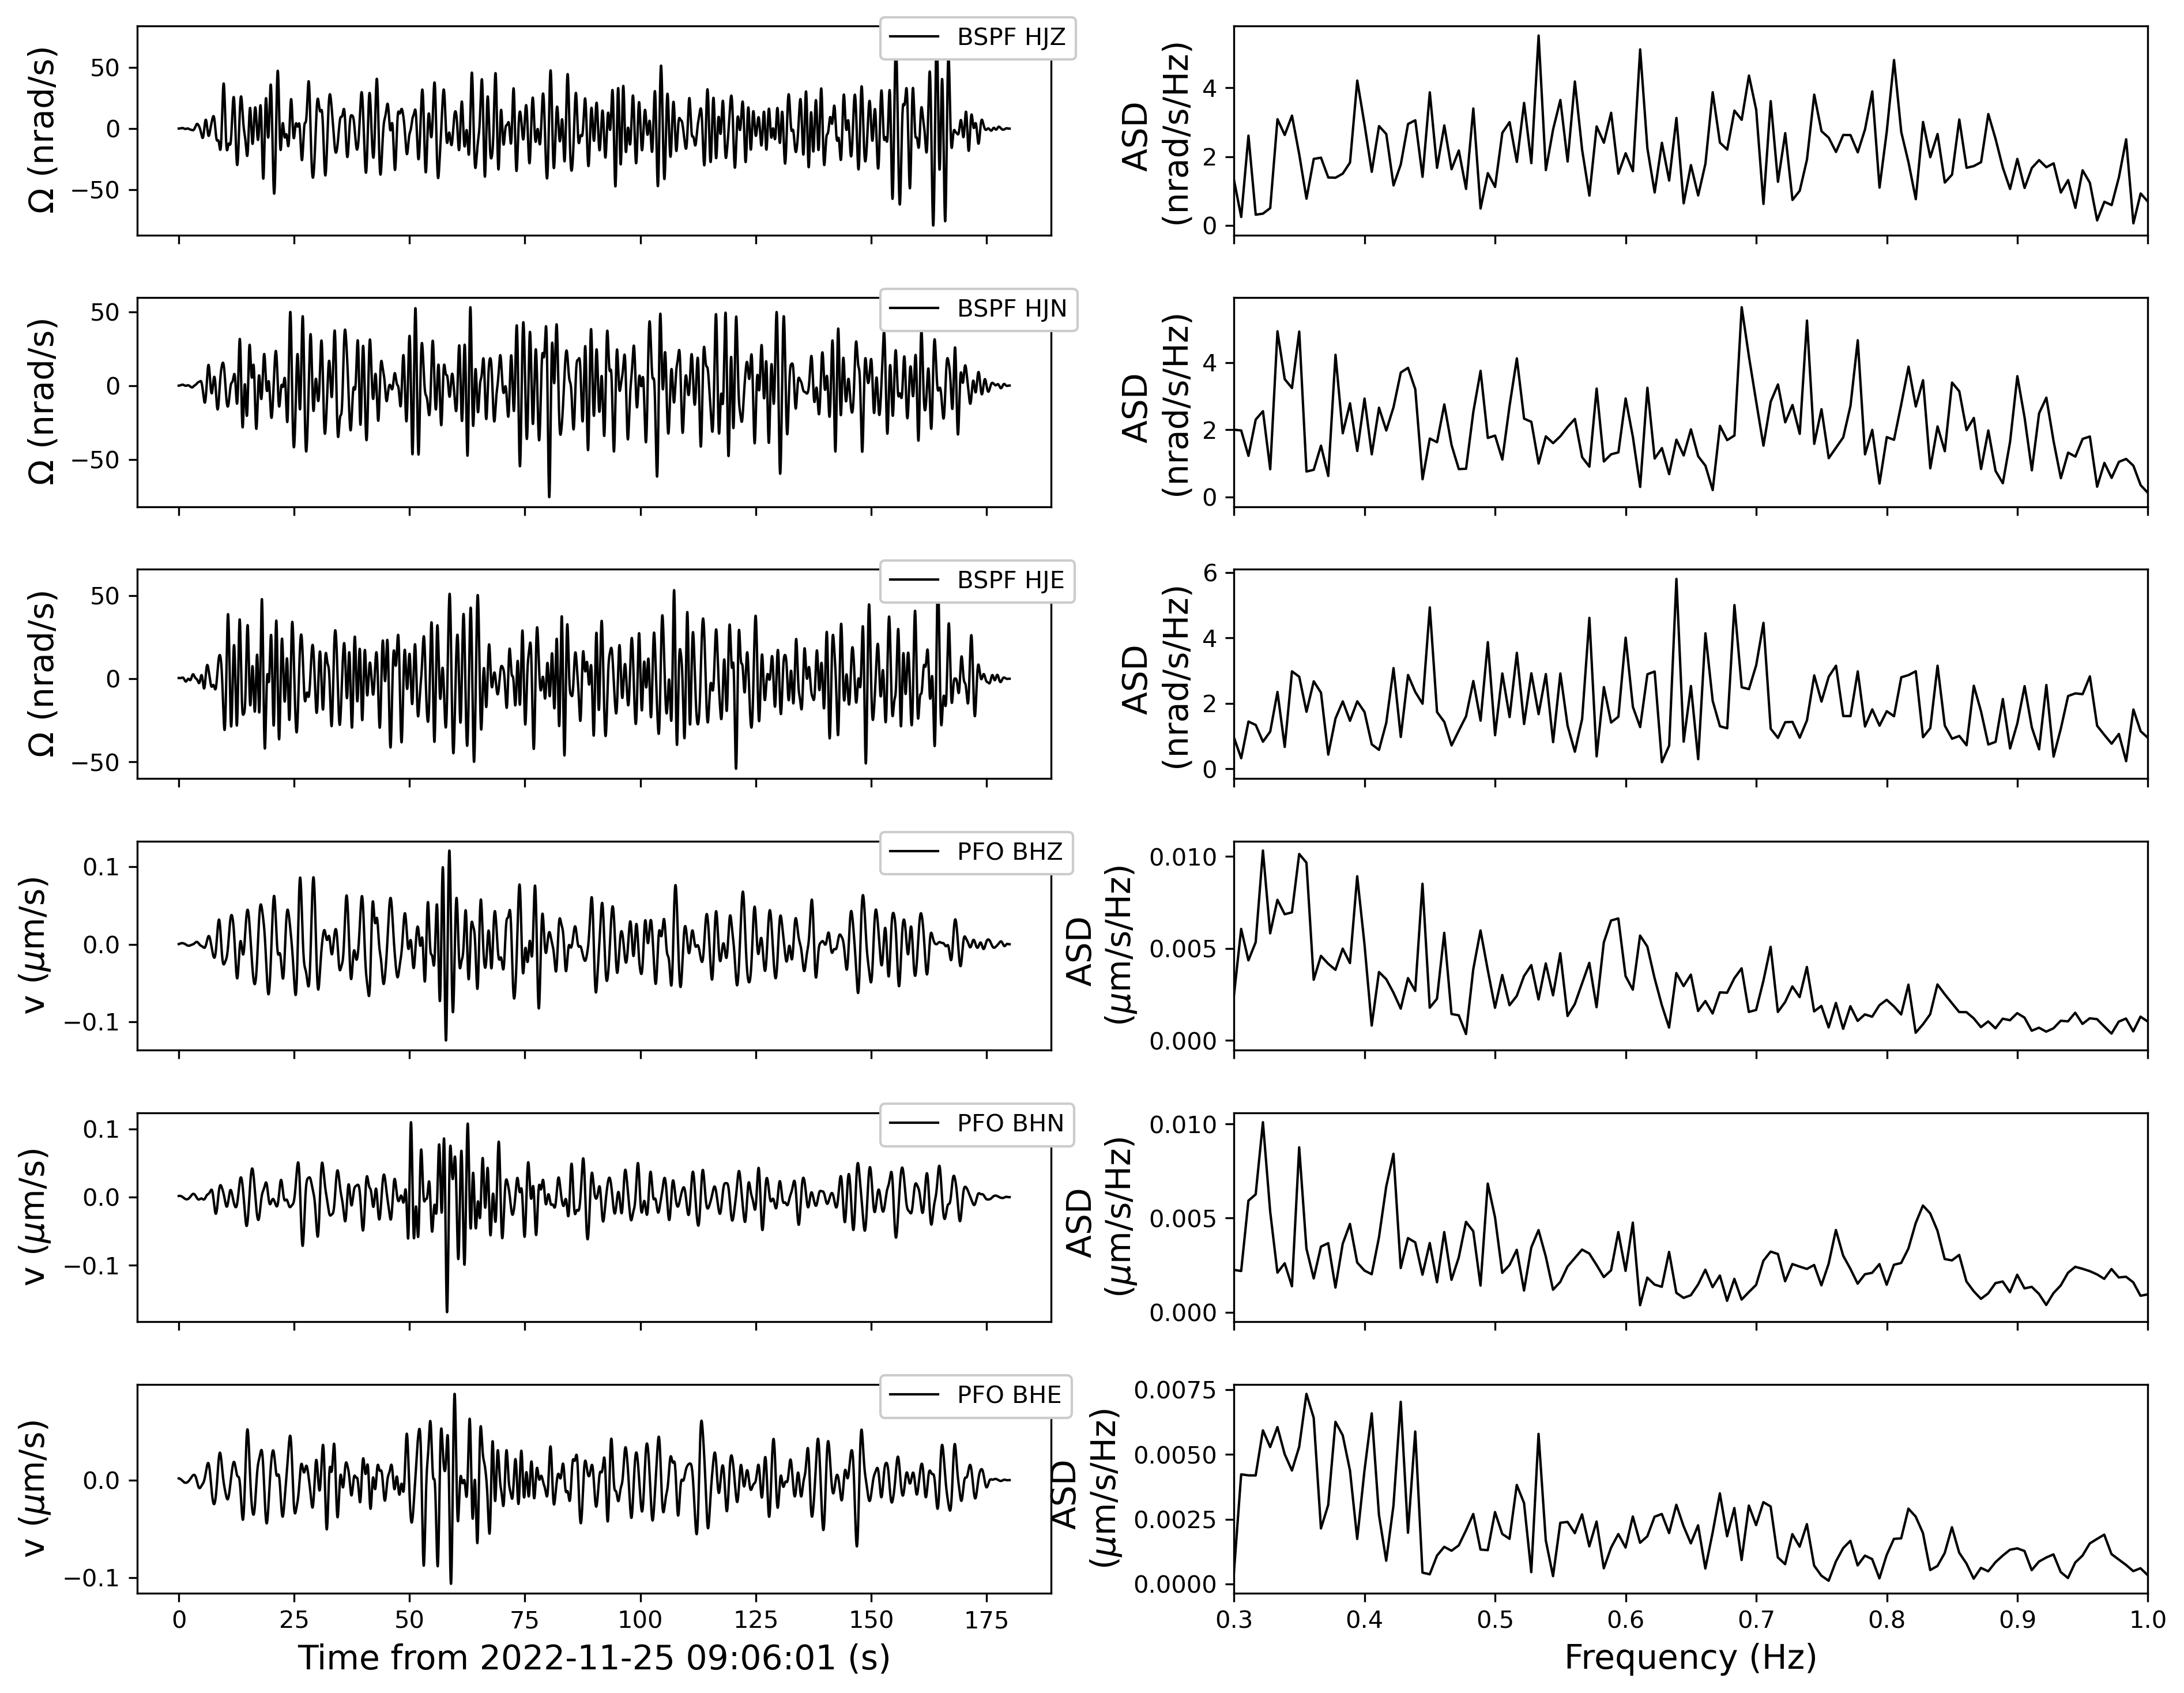 BSPF HJZ
Ω (nrad/s)
50
0
−50
ASD
(nrad/s/Hz)
4
2
0
BSPF HJN
Ω (nrad/s)
50
0
−50
ASD
(nrad/s/Hz)
4
2
0
BSPF HJE
Ω (nrad/s)
50
0
−50
ASD
(nrad/s/Hz)
6
4
2
0
PFO BHZ
v (μm/s)
0.1
0.0
−0.1
ASD
(μm/s/Hz)
0.010
0.005
0.000
PFO BHN
v (μm/s)
0.1
0.0
−0.1
ASD
(μm/s/Hz)
0.010
0.005
0.000
PFO BHE
v (μm/s)
0.0
−0.1
ASD
(μm/s/Hz)
0.0075
0.0050
0.0025
0.0000
0 25 50 75 100 125 150 175
Time from 2022-11-25 09:06:01 (s)
0.3 0.4 0.5 0.6 0.7 0.8 0.9 1.0
Frequency (Hz)